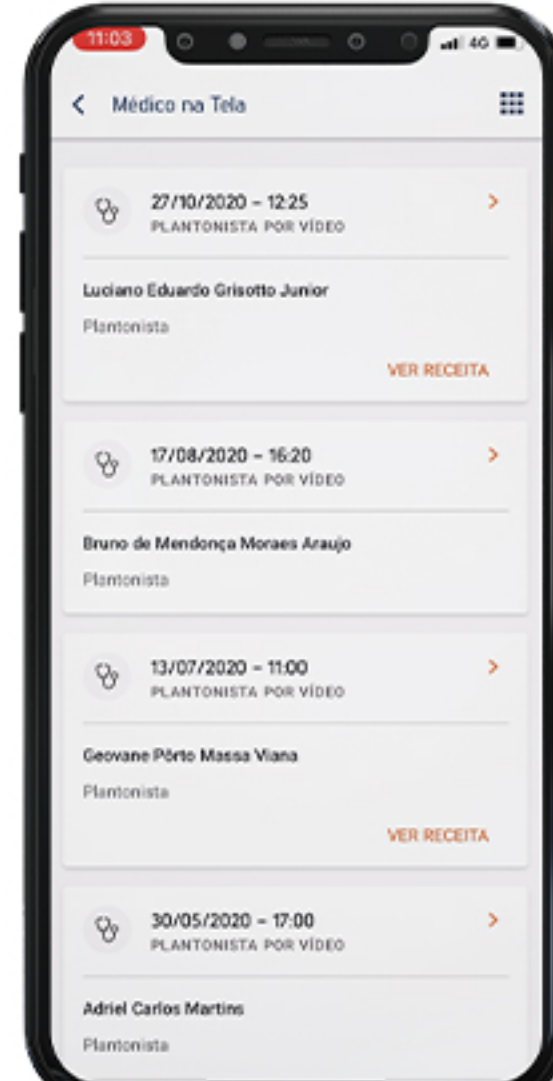 11:03
4G
Médico na Tela
27/10/2020 – 12:25
PLANTONISTA POR VÍDEO
Luciano Eduardo Grisotto Junior
Plantonista
VER RECEITA
17/08/2020 – 16:20
PLANTONISTA POR VÍDEO
Bruno de Mendonça Moraes Araujo
Plantonista
13/07/2020 – 11:00
PLANTONISTA POR VÍDEO
Geovane Pôrto Massa Viana
Plantonista
VER RECEITA
30/05/2020 – 17:00
PLANTONISTA POR VÍDEO
Adriel Carlos Martins
Plantonista